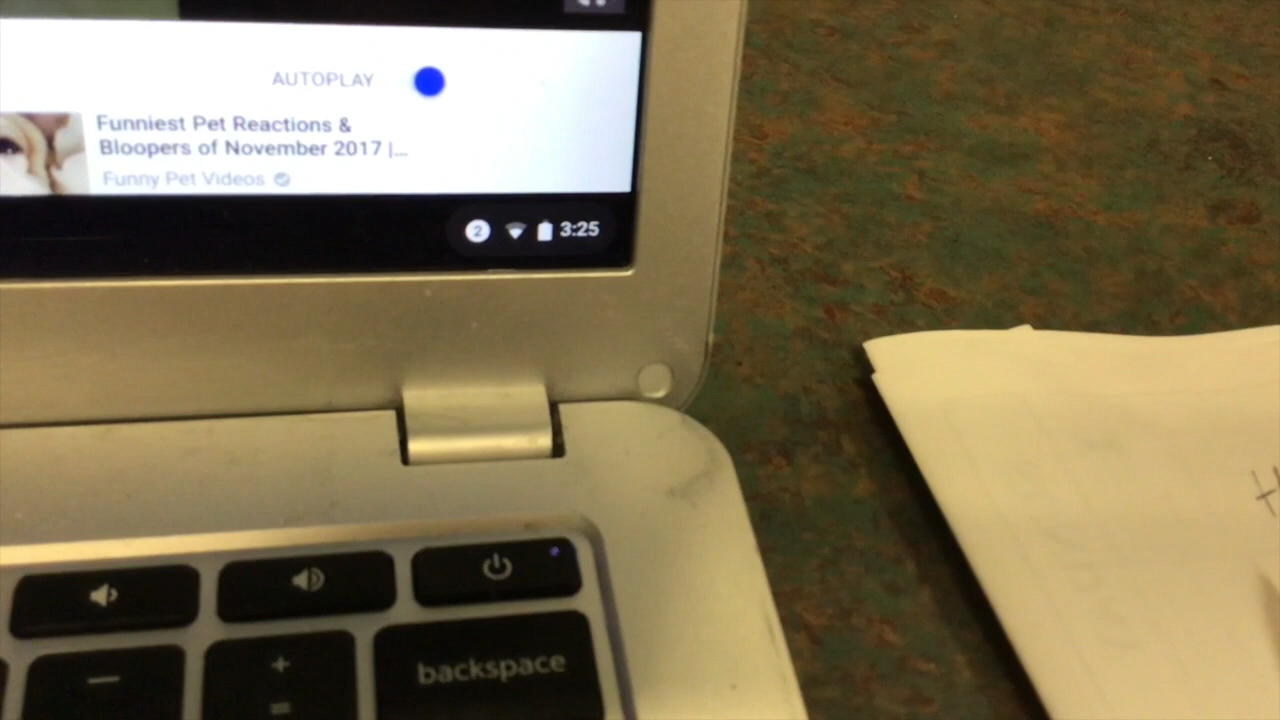 AUTOPLAY
Funniest Pet Reactions &
Bloopers of November 2017 |...
Funny Pet Videos
2 3:25
backspace